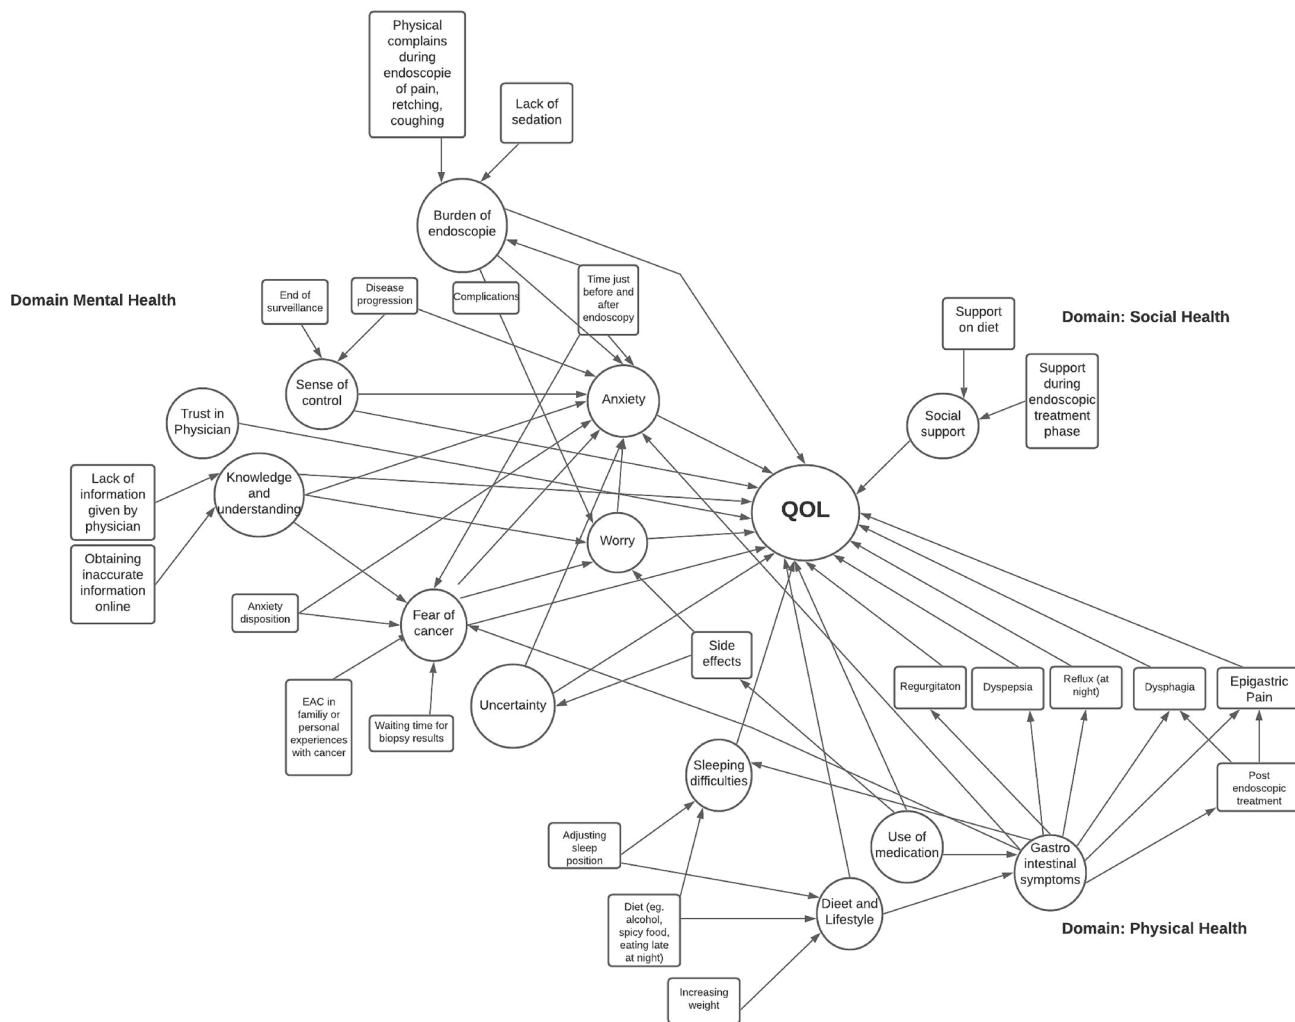 Physical
complains
during
endoscopie
of pain,
retching,
coughing
Lack of
sedation
Burden of
endoscopie
Domain Mental Health
End of
surveillance
Disease
progression
Complications
Time just
before and
after
endoscopy
Support
on diet
Domain: Social Health
Support
during
endoscopic
treatment
phase
Sense of
control
Trust in
Physician
Anxiety
Social
support
Lack of
information
given by
physician
Knowledge
and
understanding
QOL
Obtaining
inaccurate
information
online
Worry
Anxiety
disposition
Fear of
cancer
Side
effects
Regurgitaton
Dyspepsia
Reflux (at
night)
Dysphagia
Epigastric
Pain
EAC in
familiy or
personal
experiences
with cancer
Waiting time for
biopsy results
Uncertainty
Sleeping
difficulties
Post
endoscopic
treatment
Adjusting
sleep
position
Use of
medication
Gastro
intestinal
symptoms
Diet (eg.
alcohol,
spicy food,
eating late
at night)
Dieet and
Lifestyle
Domain: Physical Health
Increasing
weight